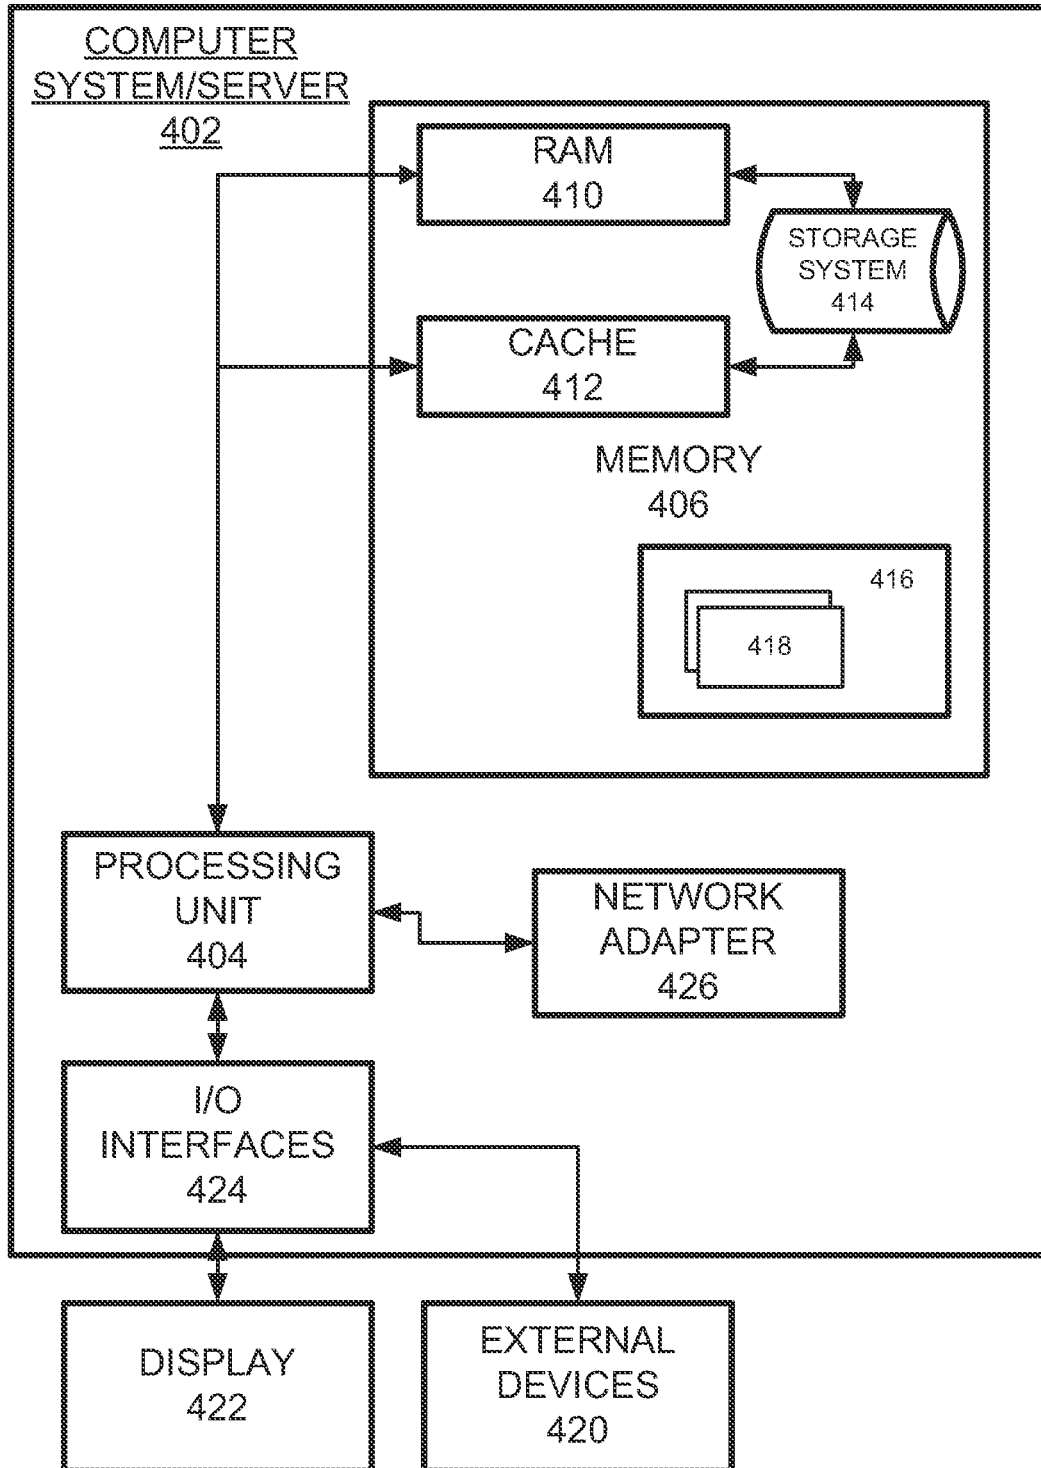 COMPUTER
SYSTEM/SERVER
402
RAM
410
STORAGE
SYSTEM
414
CACHE
412
MEMORY
406
416
418
PROCESSING
UNIT
404
NETWORK
ADAPTER
426
I/O
INTERFACES
424
DISPLAY
422
EXTERNAL
DEVICES
420